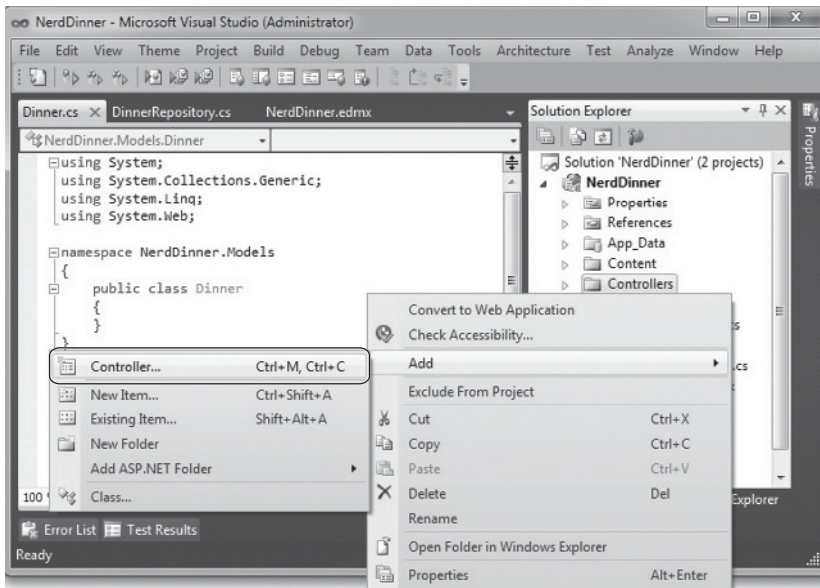 NerdDinner - Microsoft Visual Studio (Administrator)
File Edit View Theme Project Build Debug Team Data Tools Architecture Test Analyze Window Help
Dinner.cs DinnerRepository.cs NerdDinner.edmx
NerdDinner.Models.Dinner
using System;
using System.Collections.Generic;
using System.Linq;
using System.Web;
namespace NerdDinner.Models
{
public class Dinner
{
}
}
100
Solution Explorer
Solution 'NerdDinner' (2 projects)
NerdDinner
Properties
References
App_Data
Content
Controllers
s
.cs
Explorer
Properties
Convert to Web Application
Check Accessibility...
Add
Exclude From Project
Cut Ctrl+X
Copy Ctrl+C
Paste Ctrl+V
Delete Del
Rename
Open Folder in Windows Explorer
Properties Alt+Enter
Controller... Ctrl+M, Ctrl+C
New Item... Ctrl+Shift+A
Existing Item... Shift+Alt+A
New Folder
Add ASP.NET Folder
Class...
Error List Test Results
Ready